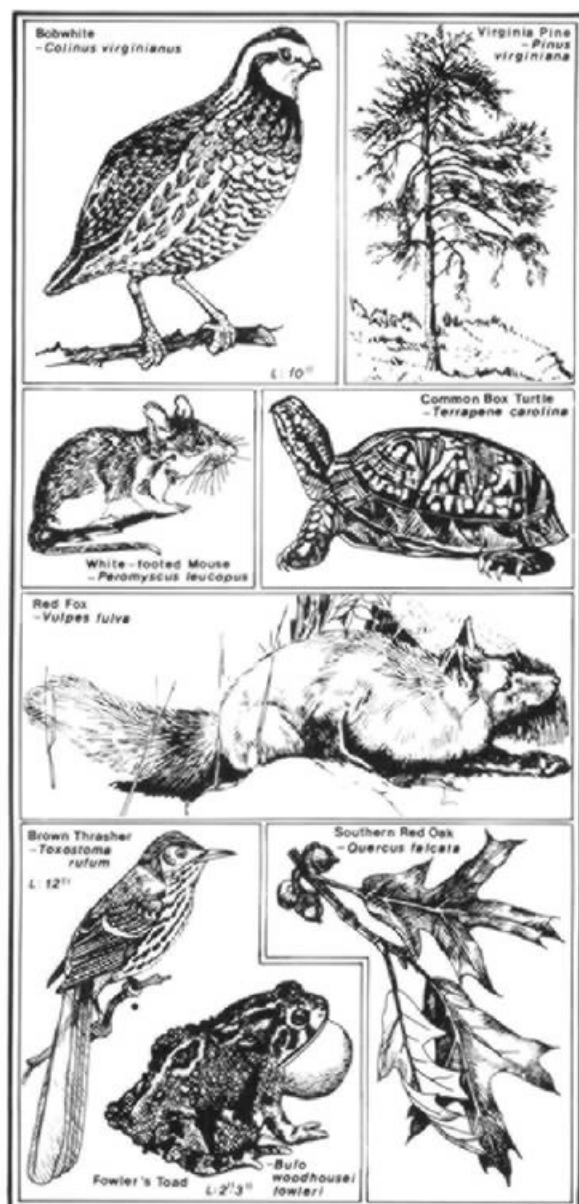 Bobwhite
-Colinus virginianus
L: 10"
Virginia Pine
-Pinus
virginiana
White-footed Mouse
-Peromyscus leucopus
Common Box Turtle
-Terrapene carolina
Red Fox
-Vulpes fulva
Brown Thrasher
-Toxostoma
rufum
L: 12"
Southern Red Oak
-Quercus falcata
Fowler's Toad
L: 2"-3"
-Bufo
woodhousei
fowleri